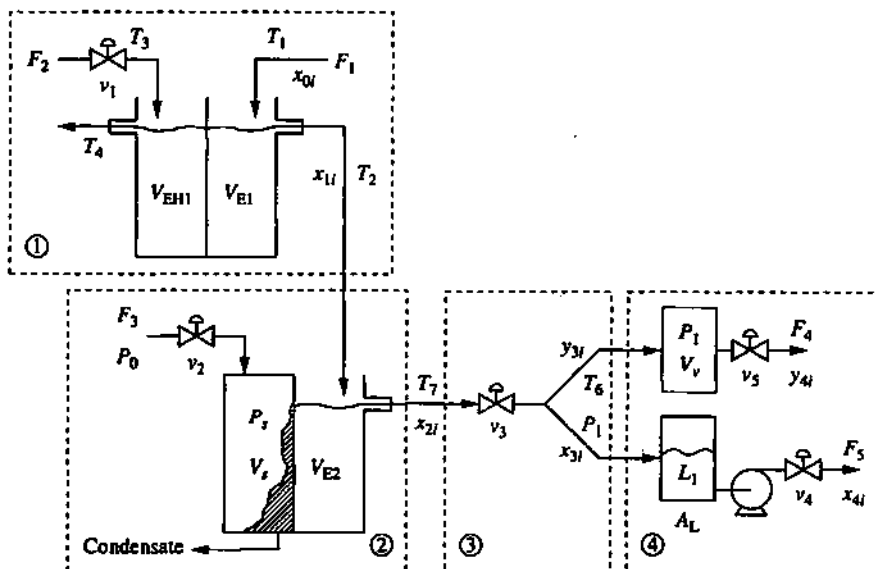 T3
T1
F2
F1
x0i
v1
T4
x1i
T2
VEH1
VE1
①
F3
P0
v2
y3i
P1
Vv
F4
v5
y4i
T7
T6
Ps
x2i
v3
P1
x3i
F5
Vs
VE2
L1
v4
x4i
AL
Condensate
②
③
④